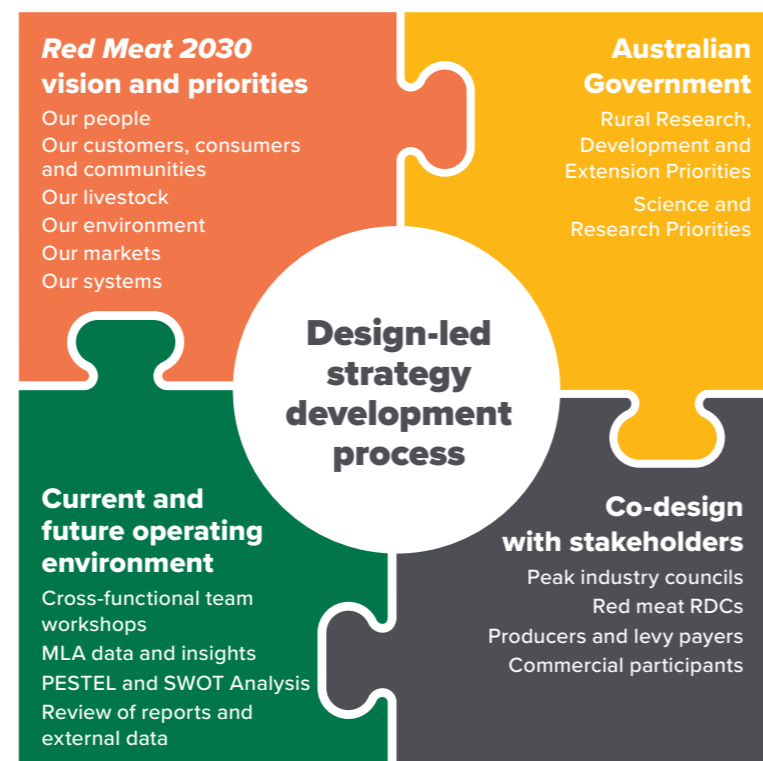 Red Meat 2030
vision and priorities
Our people
Our customers, consumers
and communities
Our livestock
Our environment
Our markets
Our systems
Australian
Government
Rural Research,
Development and
Extension Priorities
Science and
Research Priorities
Design-led
strategy
development
process
Current and
future operating
environment
Cross-functional team
workshops
MLA data and insights
PESTEL and SWOT Analysis
Review of reports and
external data
Co-design
with stakeholders
Peak industry councils
Red meat RDCs
Producers and levy payers
Commercial participants